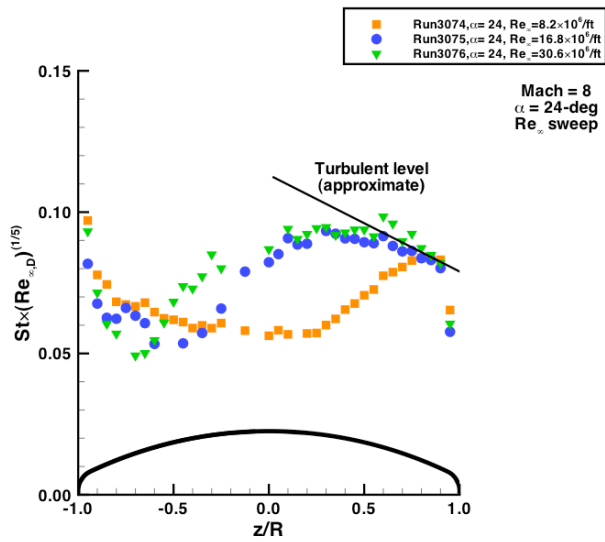 Run3074,α= 24, Re∞=8.2×10⁶/ft
Run3075,α= 24, Re∞=16.8×10⁶/ft
Run3076,α= 24, Re∞=30.6×10⁶/ft
Mach = 8
α = 24-deg
Re∞ sweep
Turbulent level
(approximate)
0.15
0.10
0.05
0.00
St×(Re∞,D)^(1/5)
-1.0 -0.5 0.0 0.5 1.0
z/R